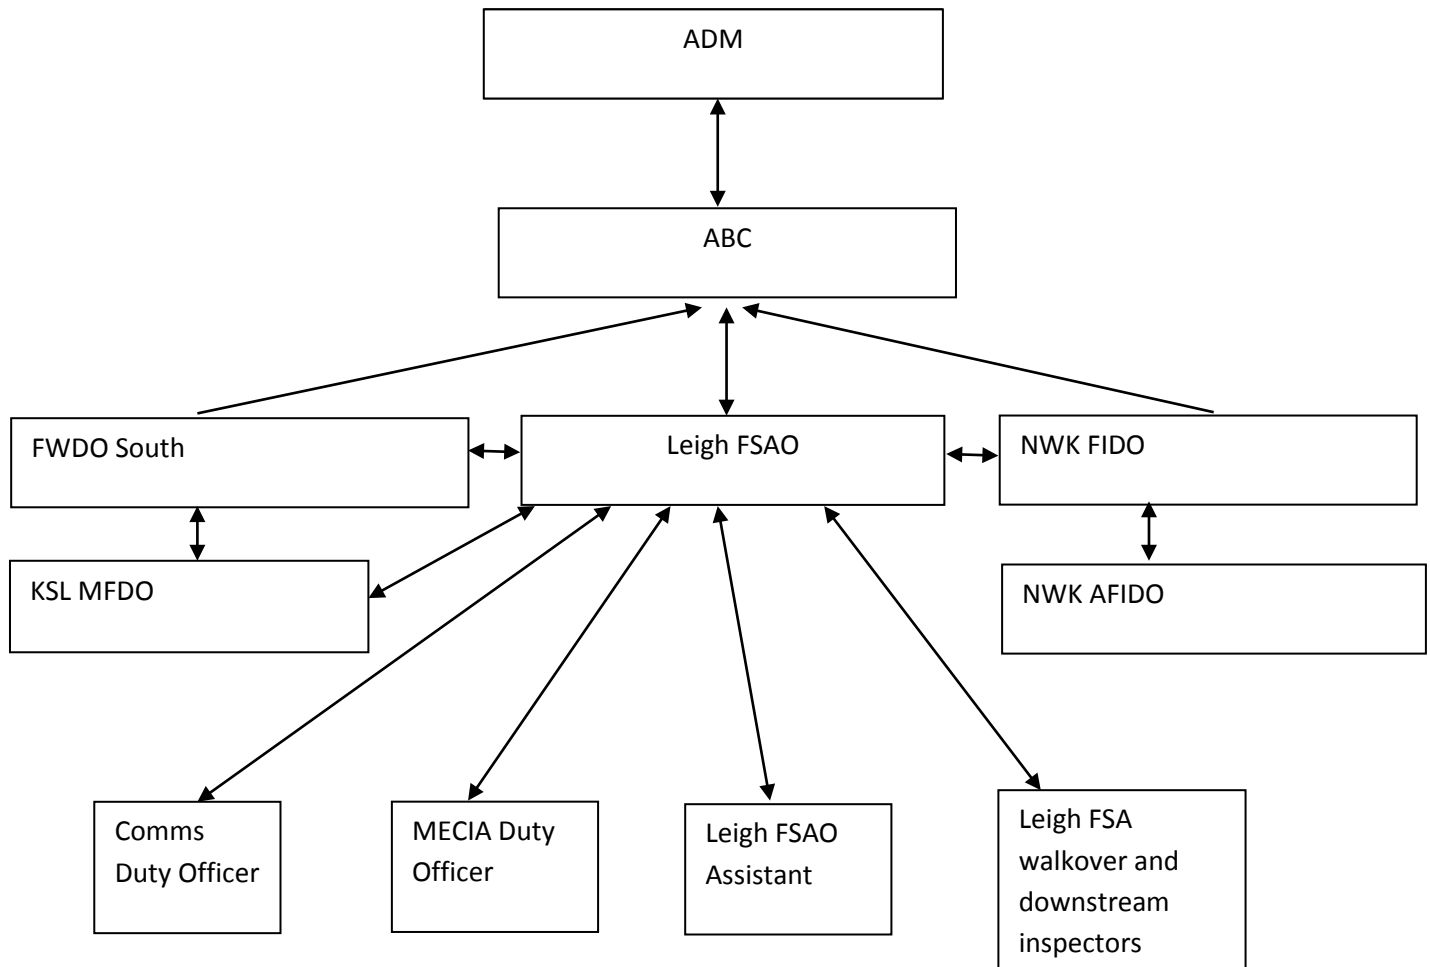 ADM
ABC
FWDO South
Leigh FSAO
NWK FIDO
KSL MFDO
NWK AFIDO
Comms
Duty Officer
MECIA Duty
Officer
Leigh FSAO
Assistant
Leigh FSA
walkover and
downstream
inspectors